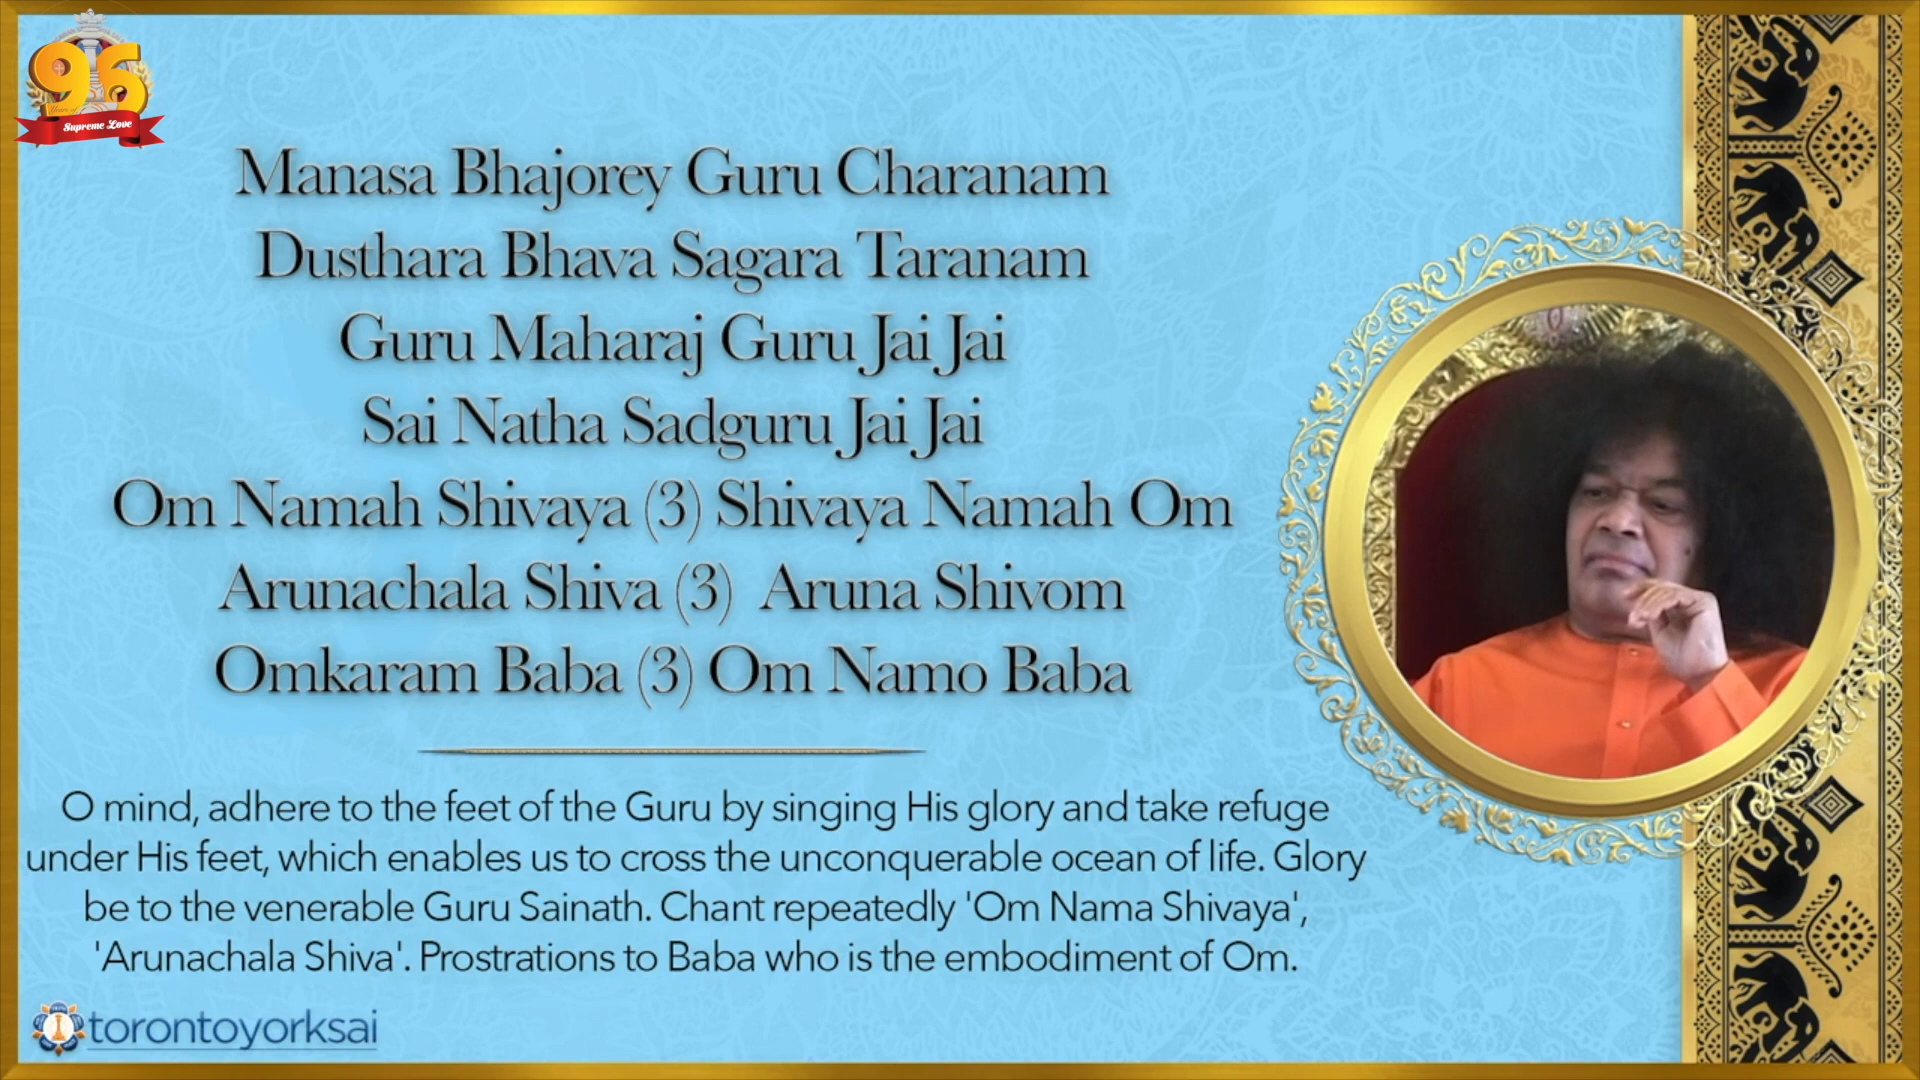 96
Years of
Supreme Love
Manasa Bhajorey Guru Charanam
Dusthara Bhava Sagara Taranam
Guru Maharaj Guru Jai Jai
Sai Natha Sadguru Jai Jai
Om Namah Shivaya (3) Shivaya Namah Om
Arunachala Shiva (3) Aruna Shivom
Omkaram Baba (3) Om Namo Baba
O mind, adhere to the feet of the Guru by singing His glory and take refuge
under His feet, which enables us to cross the unconquerable ocean of life. Glory
be to the venerable Guru Sainath. Chant repeatedly 'Om Nama Shivaya',
'Arunachala Shiva'. Prostrations to Baba who is the embodiment of Om.
torontoyorksai